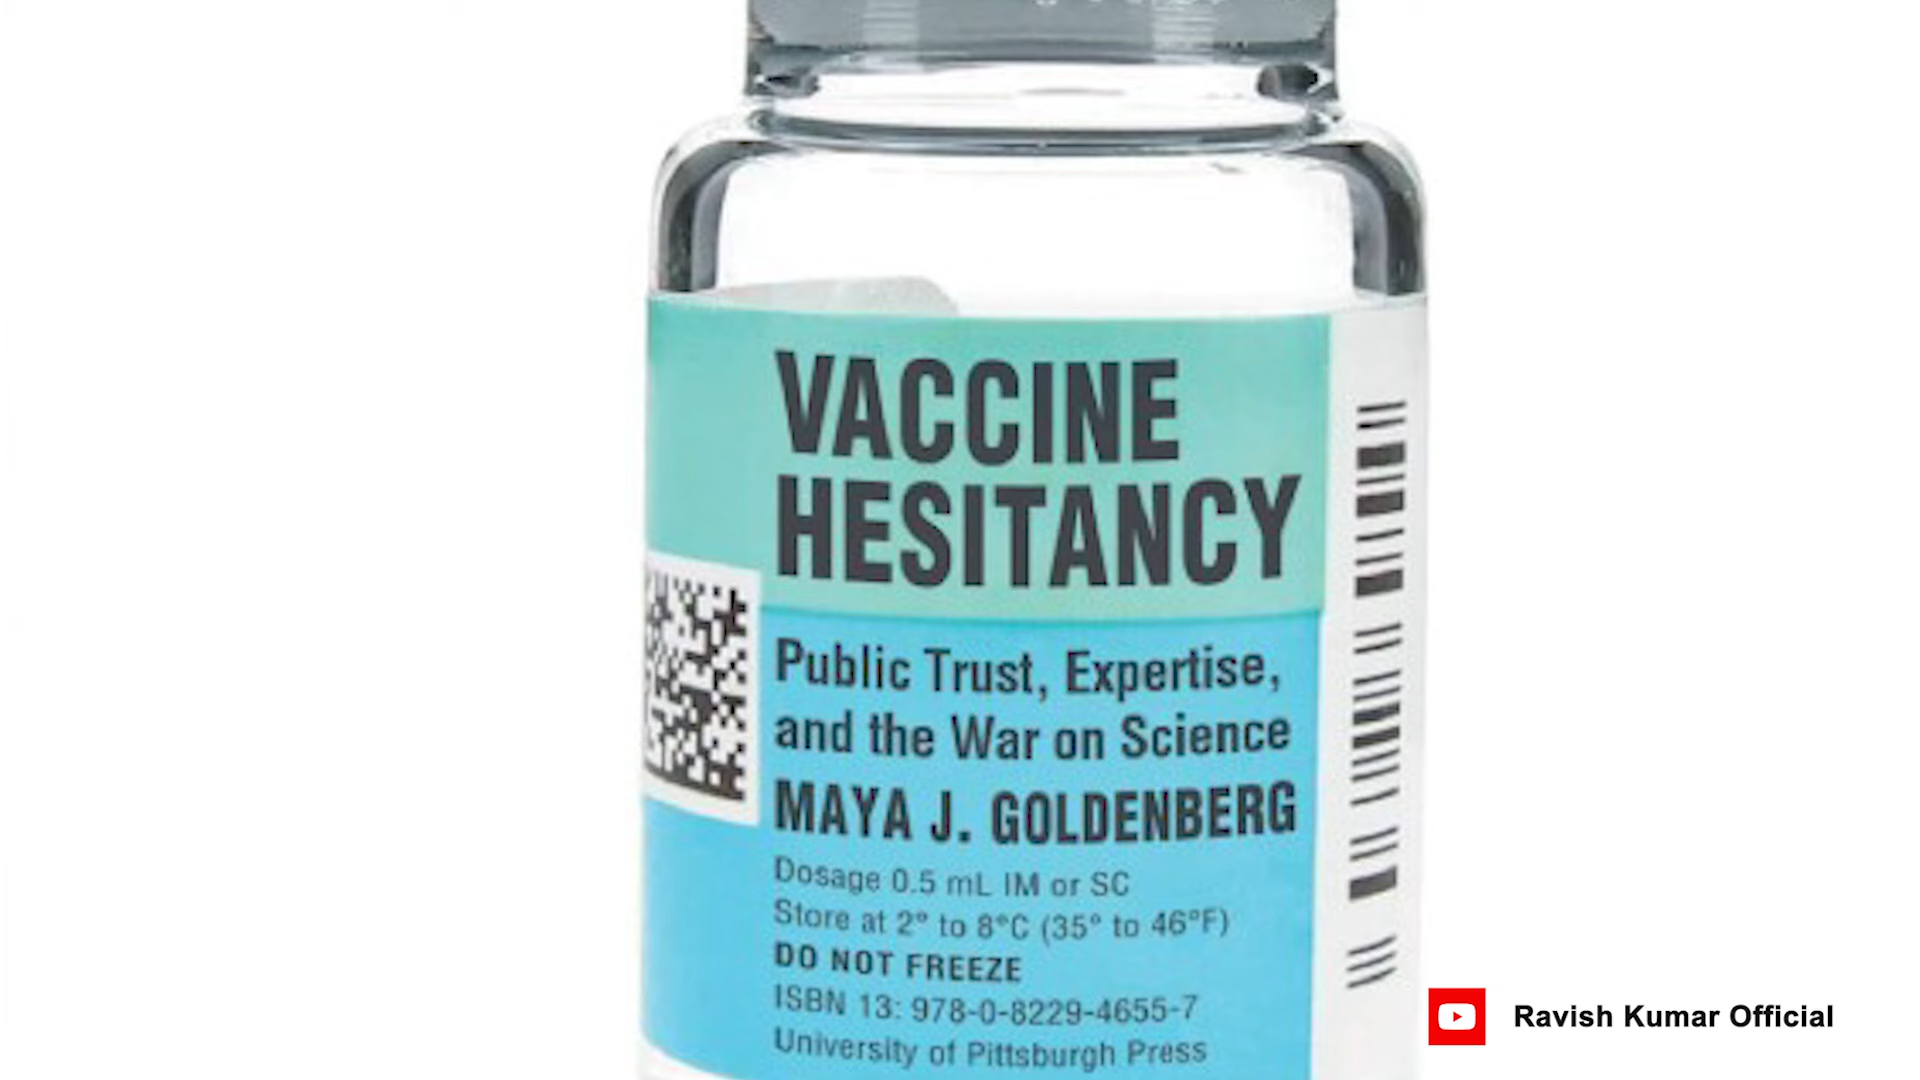 VACCINE
HESITANCY
Public Trust, Expertise,
and the War on Science
MAYA J. GOLDENBERG
Dosage 0.5 mL IM or SC
Store at 2° to 8°C (35° to 46°F)
DO NOT FREEZE
ISBN 13: 978-0-8229-4655-7
University of Pittsburgh Press
Ravish Kumar Official